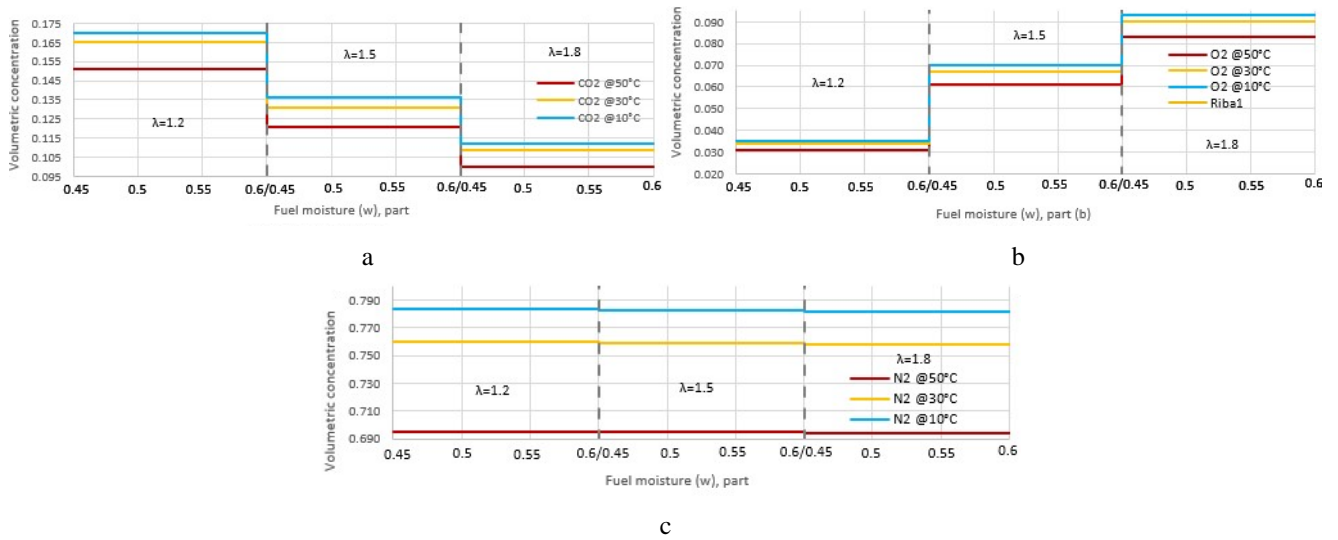 Volumetric concentration
0.175
0.165
0.155
0.145
0.135
0.125
0.115
0.105
0.095
λ=1.2
λ=1.5
λ=1.8
CO2 @50°C
CO2 @30°C
CO2 @10°C
0.45 0.5 0.55 0.6/0.45 0.5 0.55 0.6/0.45 0.5 0.55 0.6
Fuel moisture (w), part
a
Volumetric concentration
0.090
0.080
0.070
0.060
0.050
0.040
0.030
0.020
λ=1.2
λ=1.5
O2 @50°C
O2 @30°C
O2 @10°C
Riba1
λ=1.8
0.45 0.5 0.55 0.6/0.45 0.5 0.55 0.6/0.45 0.5 0.55 0.6
Fuel moisture (w), part (b)
b
Volumetric concentration
0.790
0.770
0.750
0.730
0.710
0.690
λ=1.2
λ=1.5
λ=1.8
N2 @50°C
N2 @30°C
N2 @10°C
0.45 0.5 0.55 0.6/0.45 0.5 0.55 0.6/0.45 0.5 0.55 0.6
Fuel moisture (w), part
c